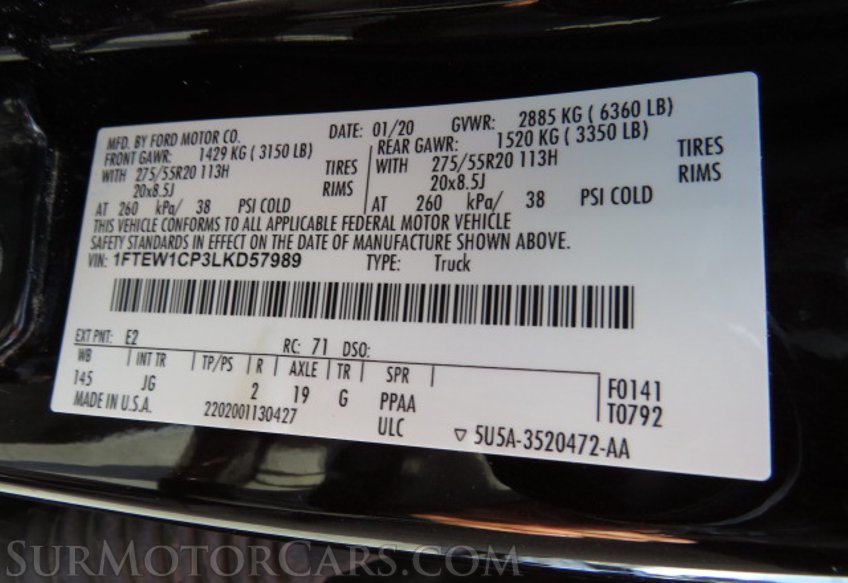 MFD. BY FORD MOTOR CO. DATE: 01/20 GVWR: 2885 KG ( 6360 LB)
FRONT GAWR: 1429 KG ( 3150 LB) REAR GAWR: 1520 KG ( 3350 LB)
WITH 275/55R20 113H TIRES WITH 275/55R20 113H TIRES
20x8.5J RIMS 20x8.5J RIMS
AT 260 kPa/ 38 PSI COLD AT 260 kPa/ 38 PSI COLD
THIS VEHICLE CONFORMS TO ALL APPLICABLE FEDERAL MOTOR VEHICLE
SAFETY STANDARDS IN EFFECT ON THE DATE OF MANUFACTURE SHOWN ABOVE.
VIN: 1FTEW1CP3LKD57989 TYPE: Truck
EXT PNT: E2 RC: 71 DSO:
WB INT TR TP/PS R AXLE TR SPR
145 JG 2 19 G PPAA F0141
MADE IN U.S.A. 2202001130427 ULC T0792
▽ 5U5A-3520472-AA
SURMOTORCARS.COM